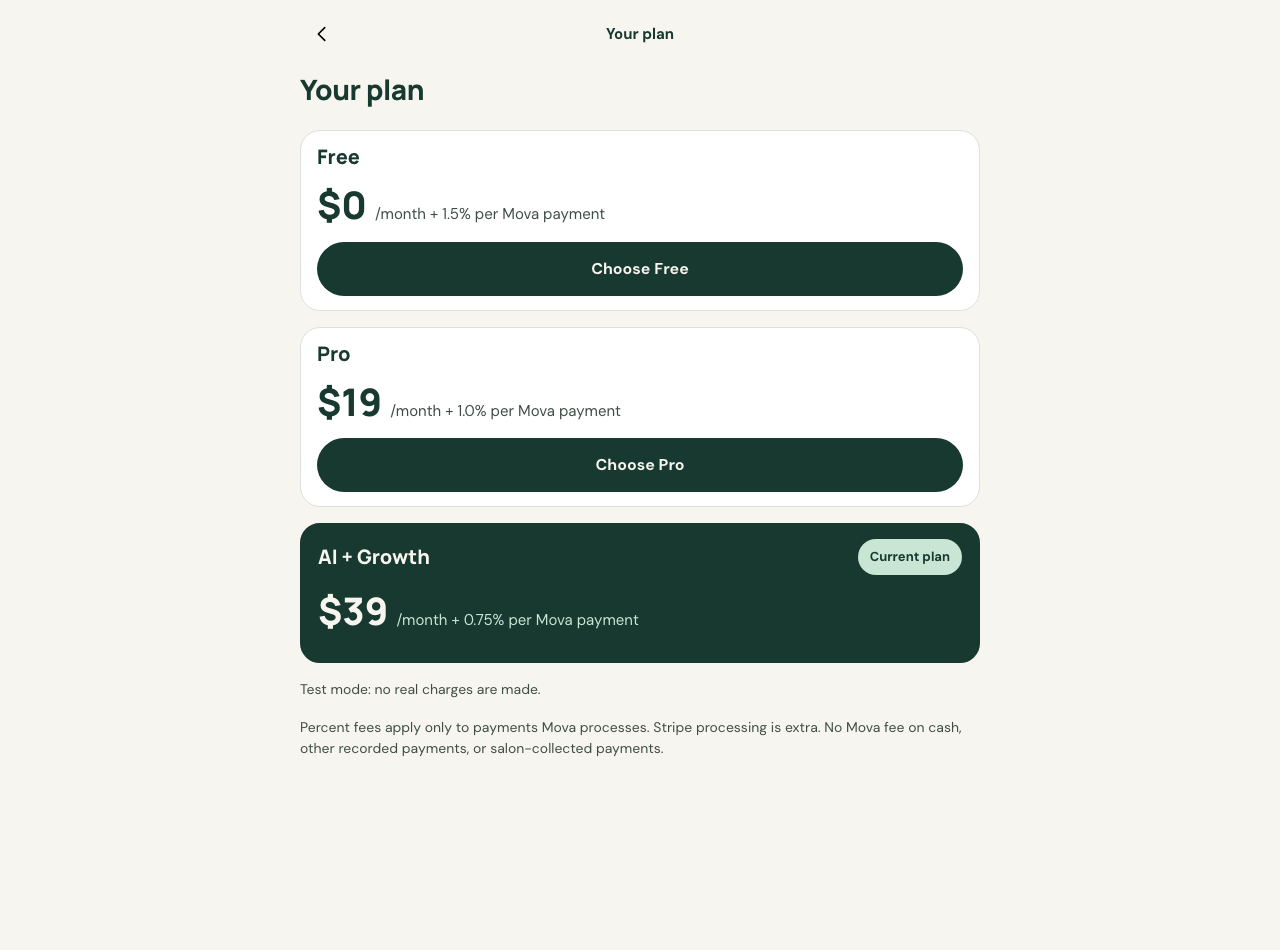 Your plan
Your plan
Free
$0 /month + 1.5% per Mova payment
Choose Free
Pro
$19 /month + 1.0% per Mova payment
Choose Pro
AI + Growth
Current plan
$39 /month + 0.75% per Mova payment
Test mode: no real charges are made.
Percent fees apply only to payments Mova processes. Stripe processing is extra. No Mova fee on cash,
other recorded payments, or salon-collected payments.